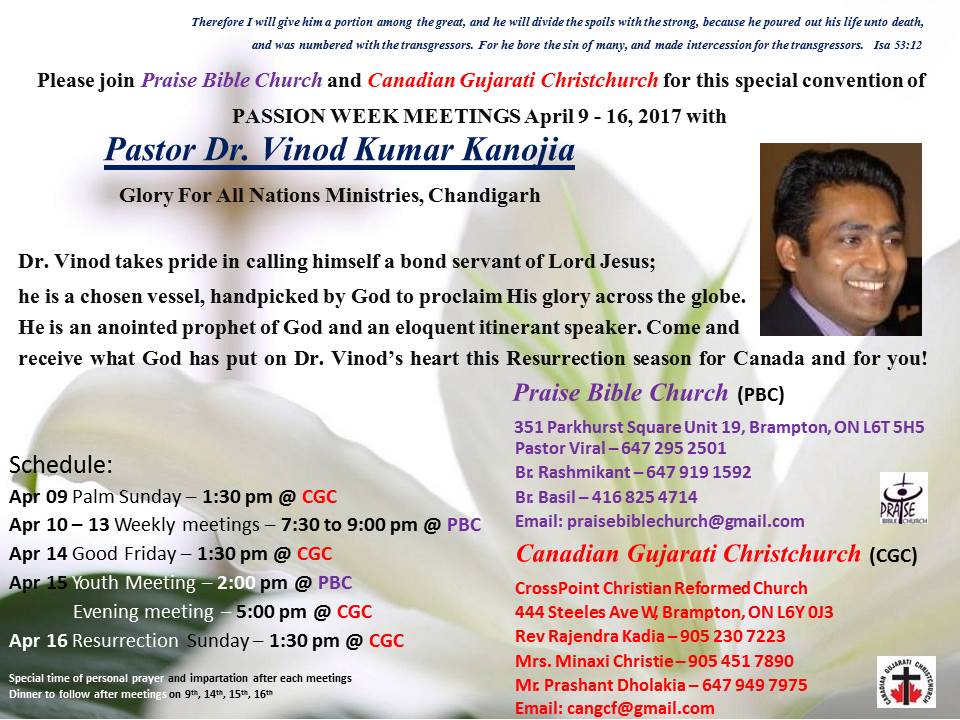 Therefore I will give him a portion among the great, and he will divide the spoils with the strong, because he poured out his life unto death,
and was numbered with the transgressors. For he bore the sin of many, and made intercession for the transgressors. Isa 53:12
Please join Praise Bible Church and Canadian Gujarati Christchurch for this special convention of
PASSION WEEK MEETINGS April 9 - 16, 2017 with
Pastor Dr. Vinod Kumar Kanojia
Glory For All Nations Ministries, Chandigarh
Dr. Vinod takes pride in calling himself a bond servant of Lord Jesus;
he is a chosen vessel, handpicked by God to proclaim His glory across the globe.
He is an anointed prophet of God and an eloquent itinerant speaker. Come and
receive what God has put on Dr. Vinod's heart this Resurrection season for Canada and for you!
Schedule:
Apr 09 Palm Sunday – 1:30 pm @ CGC
Apr 10 – 13 Weekly meetings – 7:30 to 9:00 pm @ PBC
Apr 14 Good Friday – 1:30 pm @ CGC
Apr 15 Youth Meeting – 2:00 pm @ PBC
Evening meeting – 5:00 pm @ CGC
Apr 16 Resurrection Sunday – 1:30 pm @ CGC
Special time of personal prayer and impartation after each meetings
Dinner to follow after meetings on 9th, 14th, 15th, 16th
Praise Bible Church (PBC)
351 Parkhurst Square Unit 19, Brampton, ON L6T 5H5
Pastor Viral – 647 295 2501
Br. Rashmikant – 647 919 1592
Br. Basil – 416 825 4714
Email: praisebiblechurch@gmail.com
PRAISE
BIBLE CHURCH
Canadian Gujarati Christchurch (CGC)
CrossPoint Christian Reformed Church
444 Steeles Ave W, Brampton, ON L6Y 0J3
Rev Rajendra Kadia – 905 230 7223
Mrs. Minaxi Christie – 905 451 7890
Mr. Prashant Dholakia – 647 949 7975
Email: cangcf@gmail.com
CANADIAN GUJARATI CHRISTCHURCH